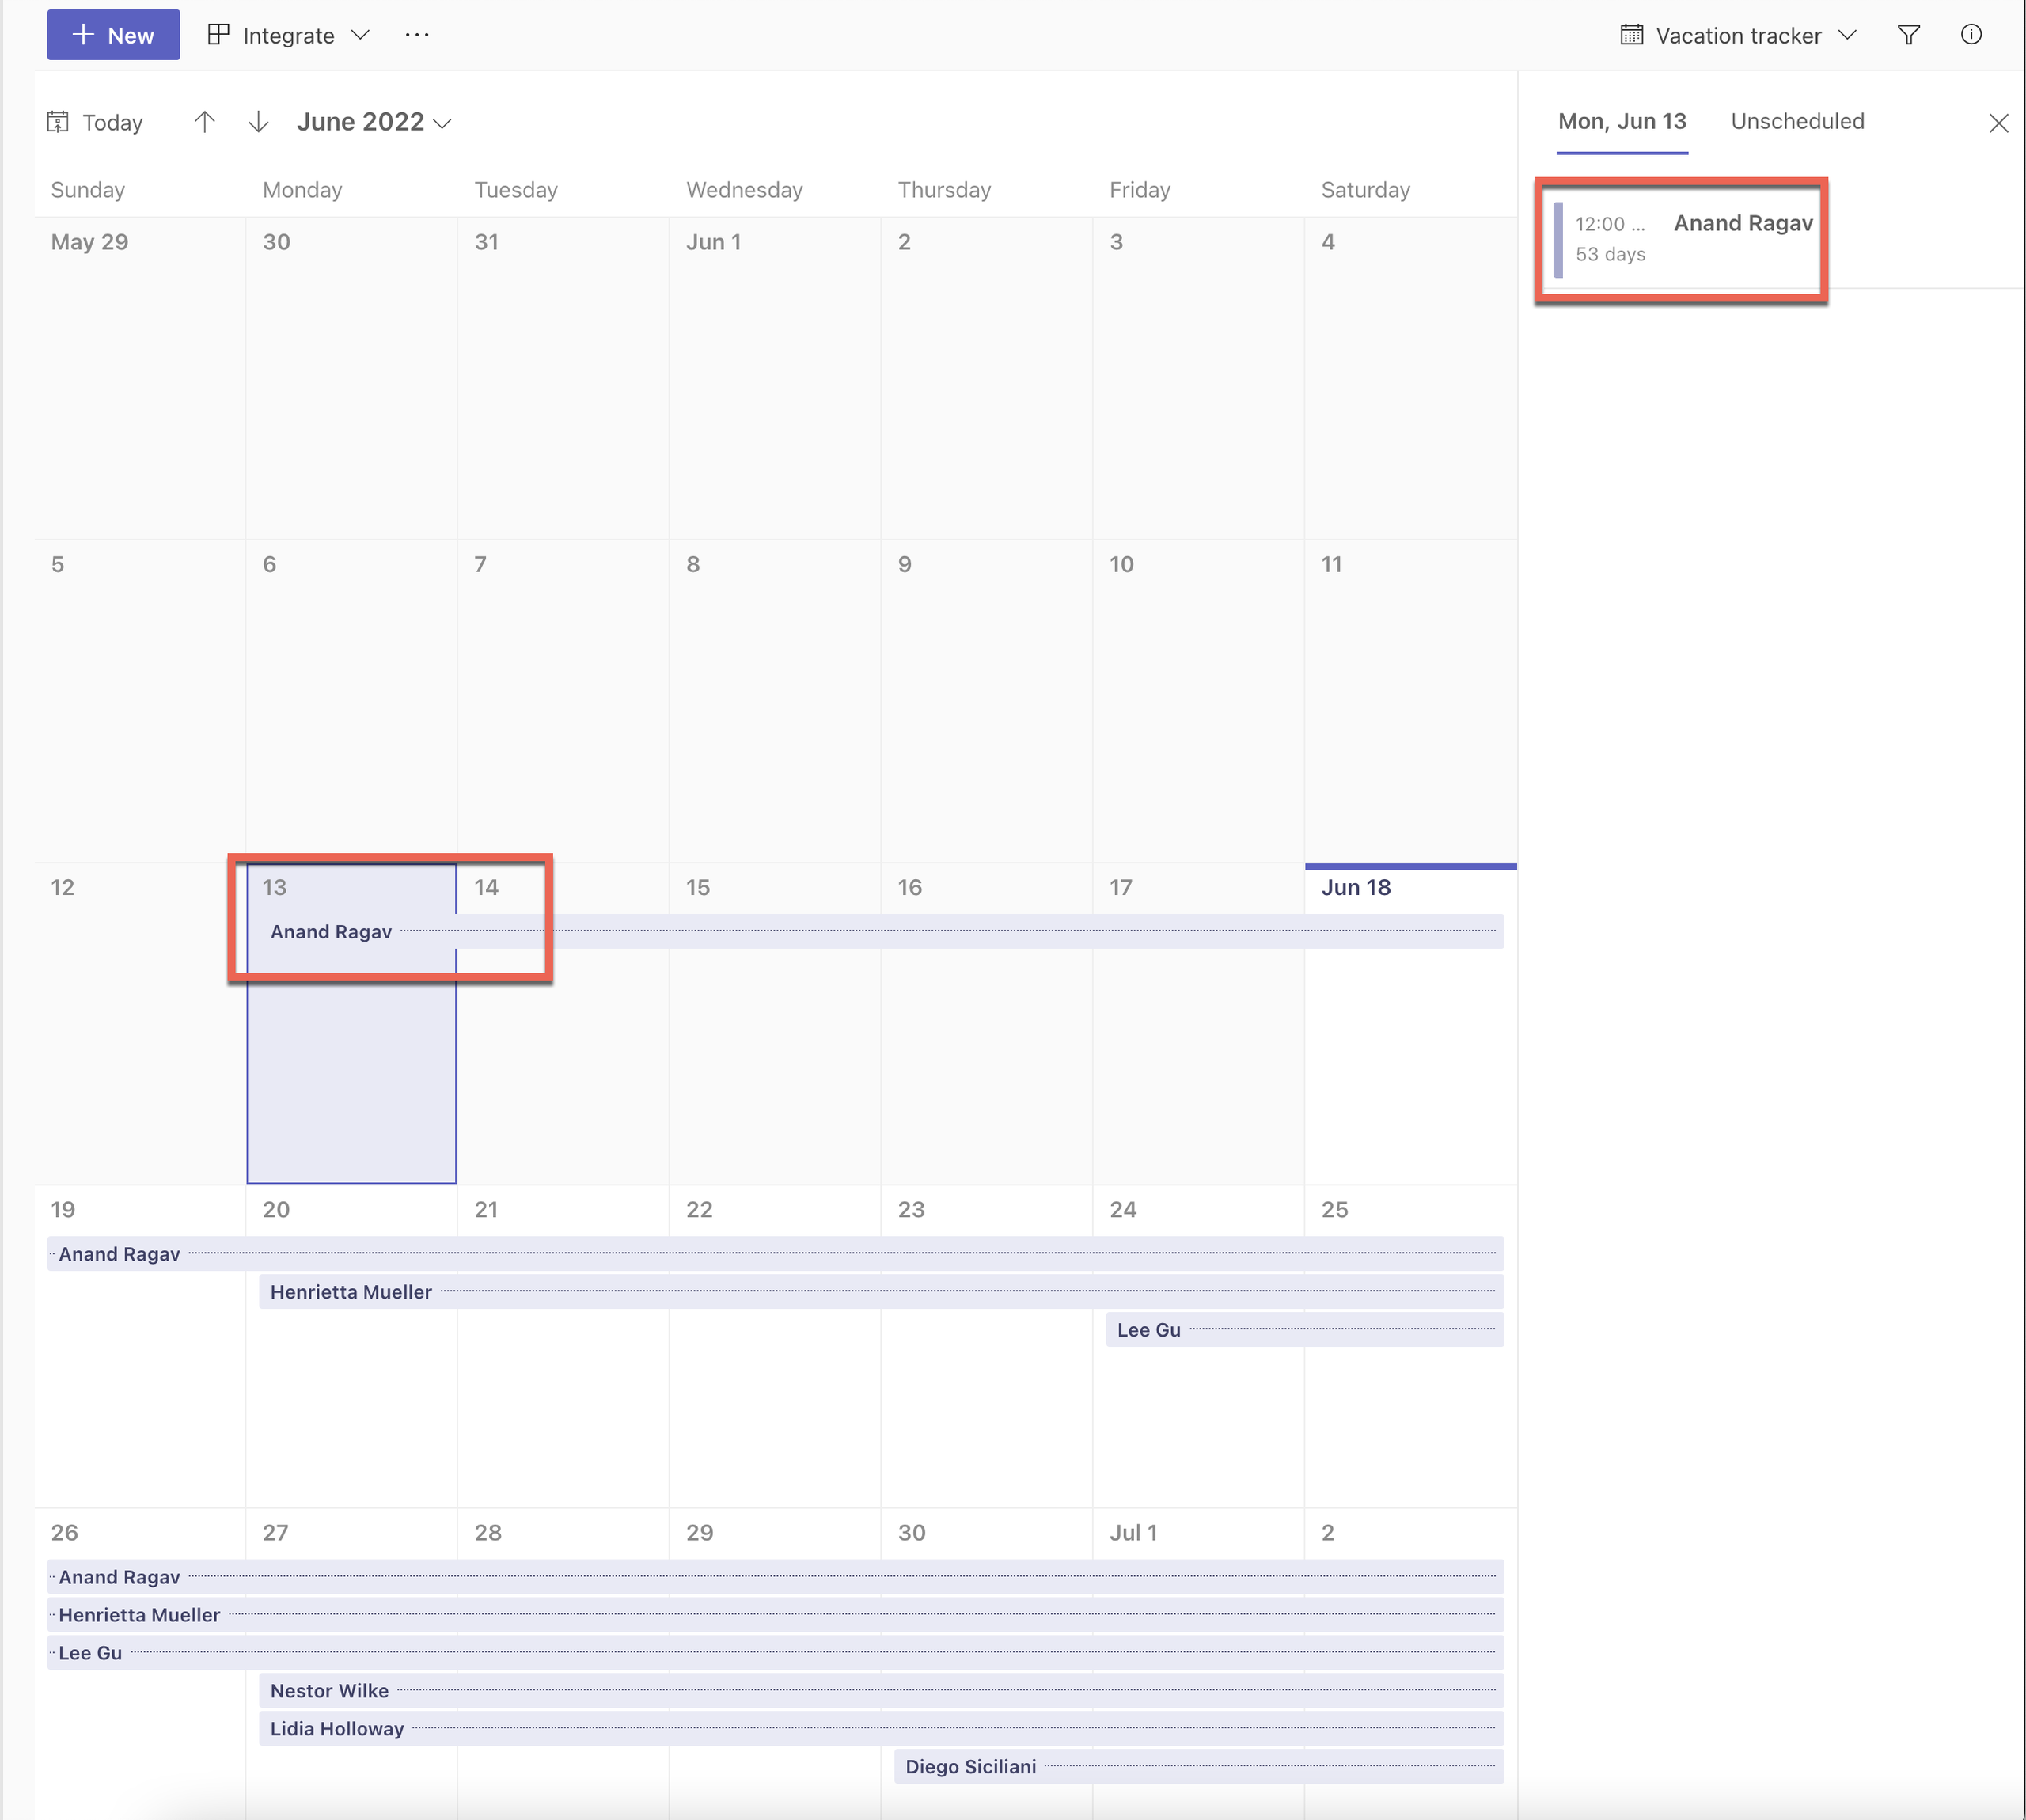 New Integrate ... Vacation tracker
Today June 2022
Sunday Monday Tuesday Wednesday Thursday Friday Saturday
May 29 30 31 Jun 1 2 3 4
5 6 7 8 9 10 11
12 13 14 15 16 17 Jun 18
Anand Ragav
19 20 21 22 23 24 25
Anand Ragav
Henrietta Mueller
Lee Gu
26 27 28 29 30 Jul 1 2
Anand Ragav
Henrietta Mueller
Lee Gu
Nestor Wilke
Lidia Holloway
Diego Siciliani
Mon, Jun 13 Unscheduled
12:00 ... Anand Ragav
53 days